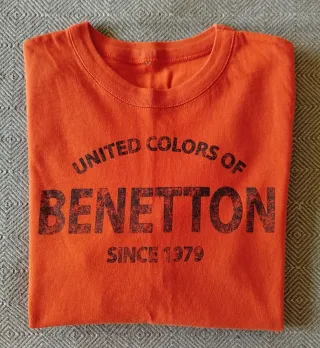 UNITED COLORS OF
BENETTON
SINCE 1979